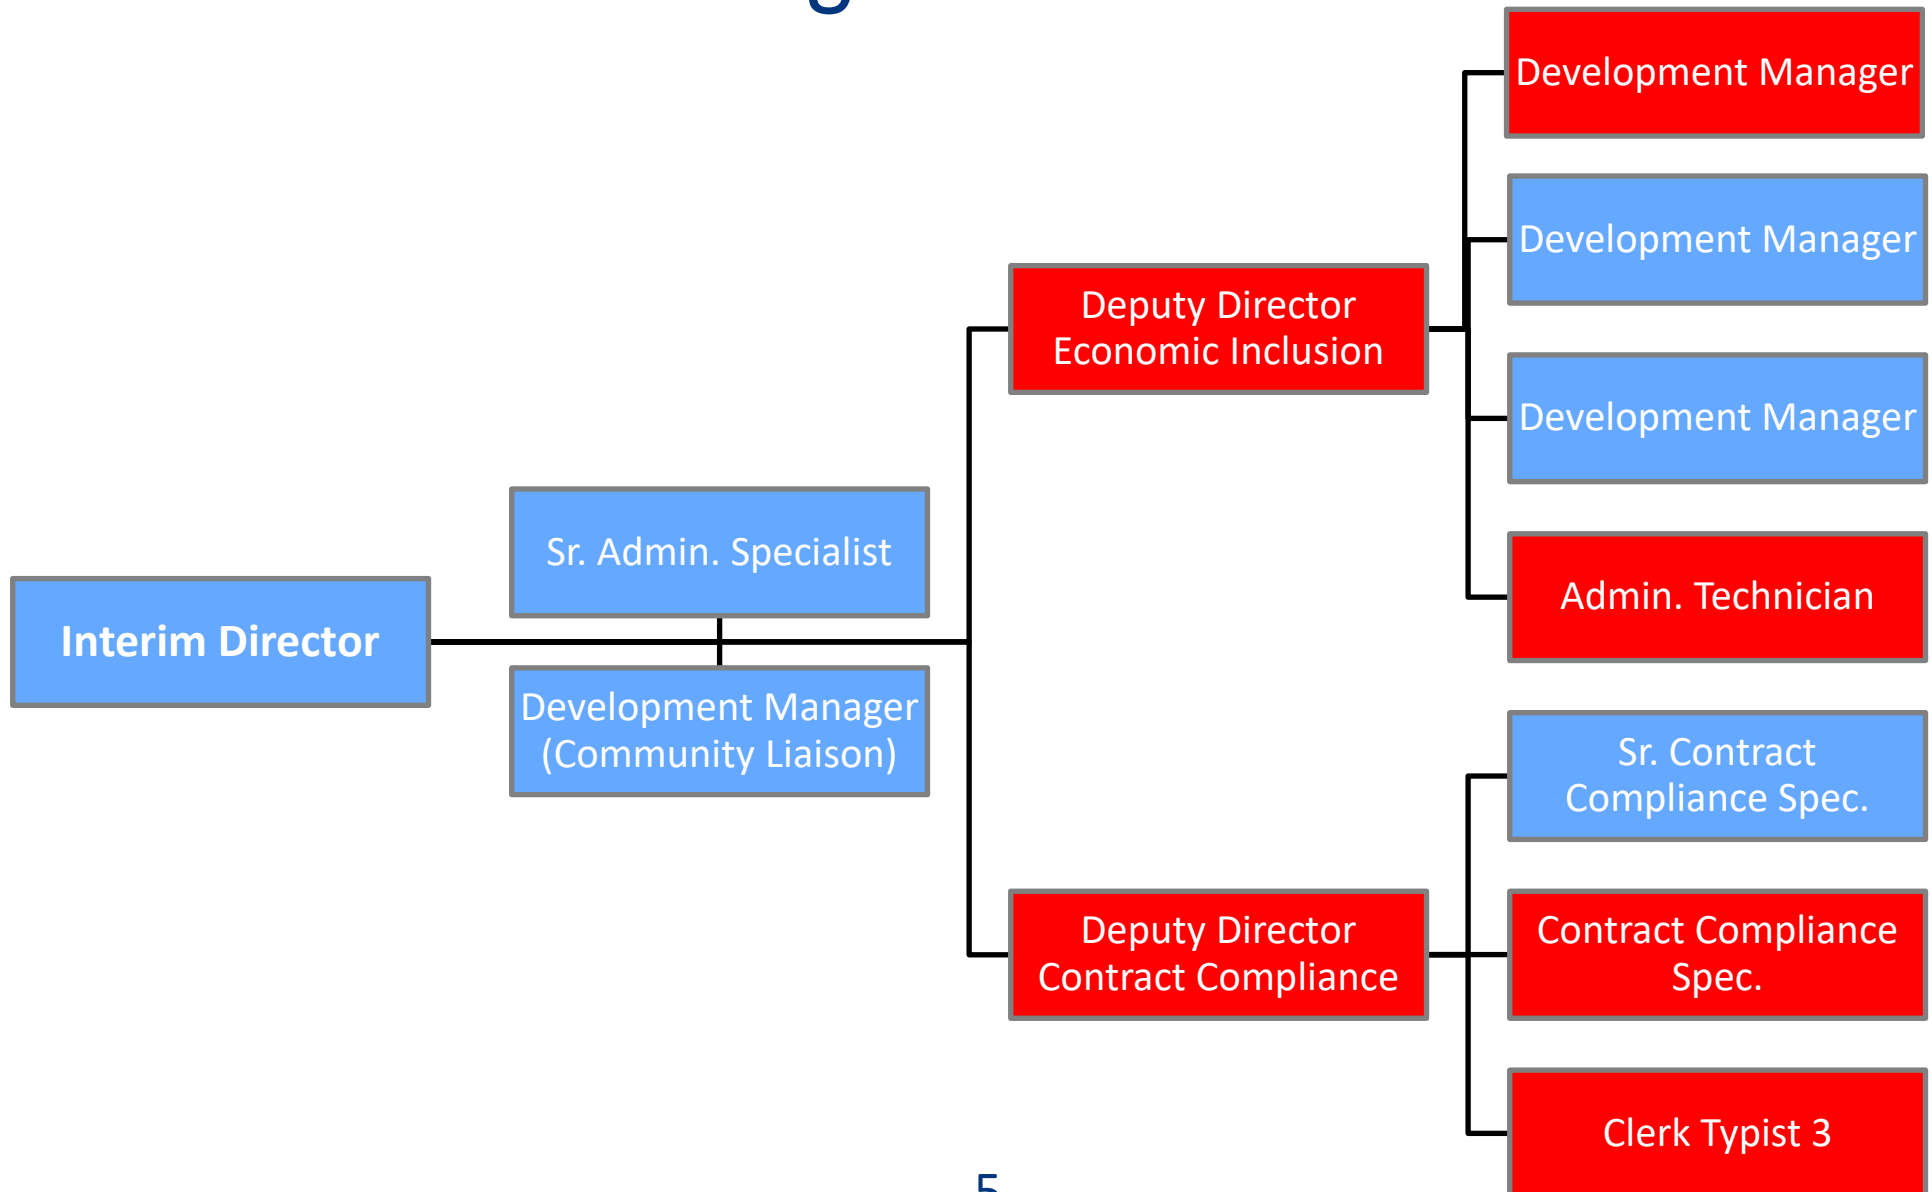 g
Interim Director
Sr. Admin. Specialist
Development Manager
(Community Liaison)
Deputy Director
Economic Inclusion
Development Manager
Development Manager
Development Manager
Admin. Technician
Deputy Director
Contract Compliance
Sr. Contract
Compliance Spec.
Contract Compliance
Spec.
Clerk Typist 3
5